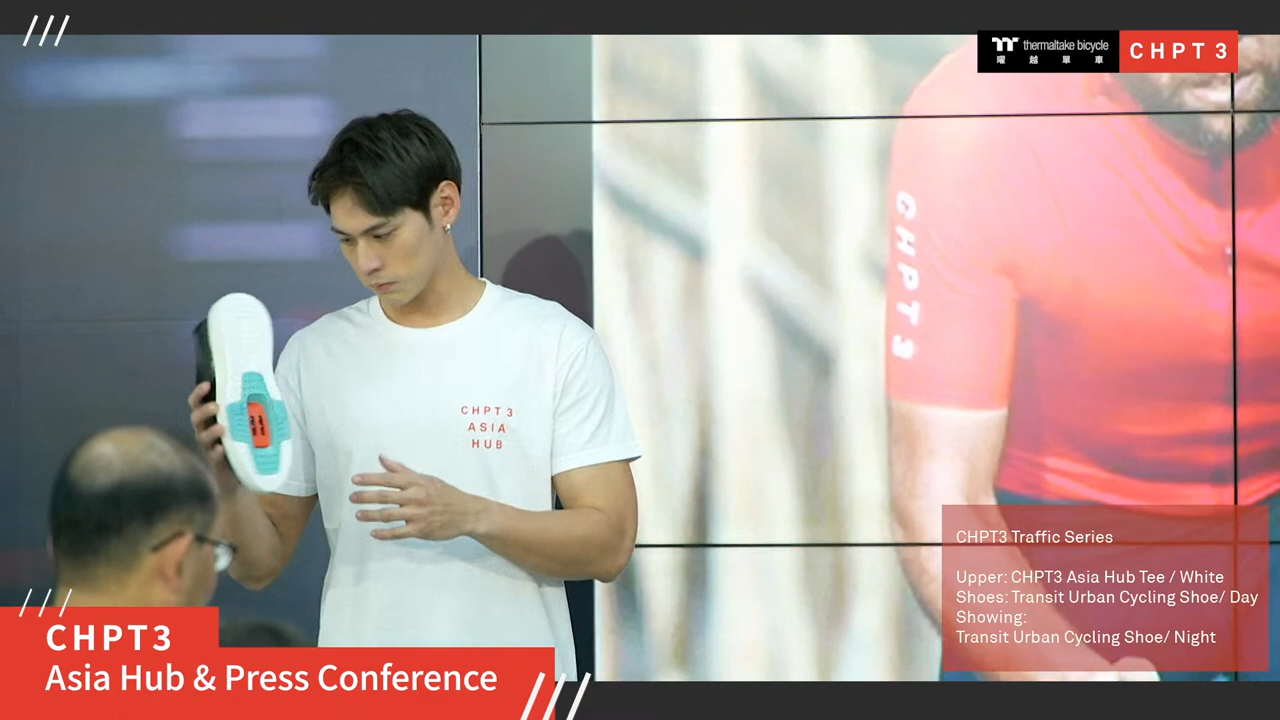 thermaltake bicycle
曜越單車
CHPT3
CHPT3
CHPT3
ASIA
HUB
CHPT3 Traffic Series
Upper: CHPT3 Asia Hub Tee / White
Shoes: Transit Urban Cycling Shoe/ Day
Showing:
Transit Urban Cycling Shoe/ Night
CHPT3
Asia Hub & Press Conference